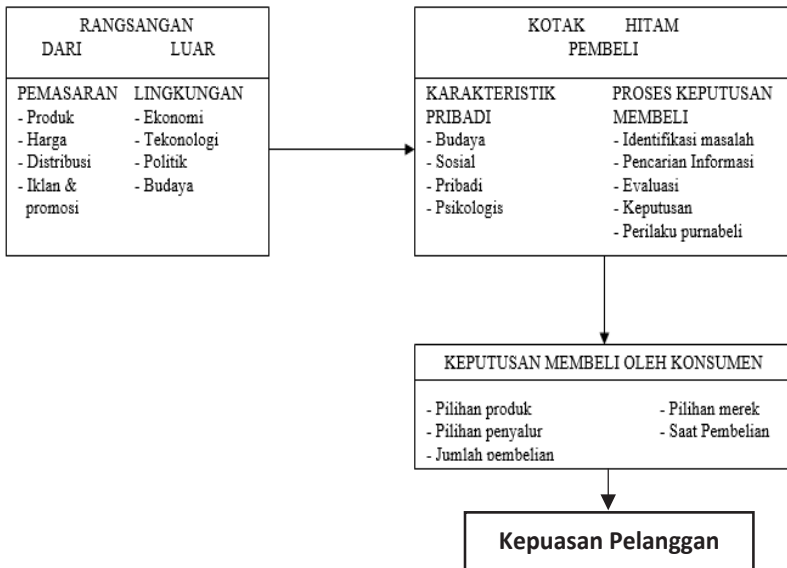 RANGSANGAN
DARI LUAR
PEMASARAN
- Produk
- Harga
- Distribusi
- Iklan &
promosi
LINGKUNGAN
- Ekonomi
- Tekonologi
- Politik
- Budaya
KOTAK HITAM
PEMBELI
KARAKTERISTIK
PRIBADI
- Budaya
- Sosial
- Pribadi
- Psikologis
PROSES KEPUTUSAN
MEMBELI
- Identifikasi masalah
- Pencarian Informasi
- Evaluasi
- Keputusan
- Perilaku purnabeli
KEPUTUSAN MEMBELI OLEH KONSUMEN
- Pilihan produk
- Pilihan penyalur
- Jumlah pembelian
- Pilihan merek
- Saat Pembelian
Kepuasan Pelanggan